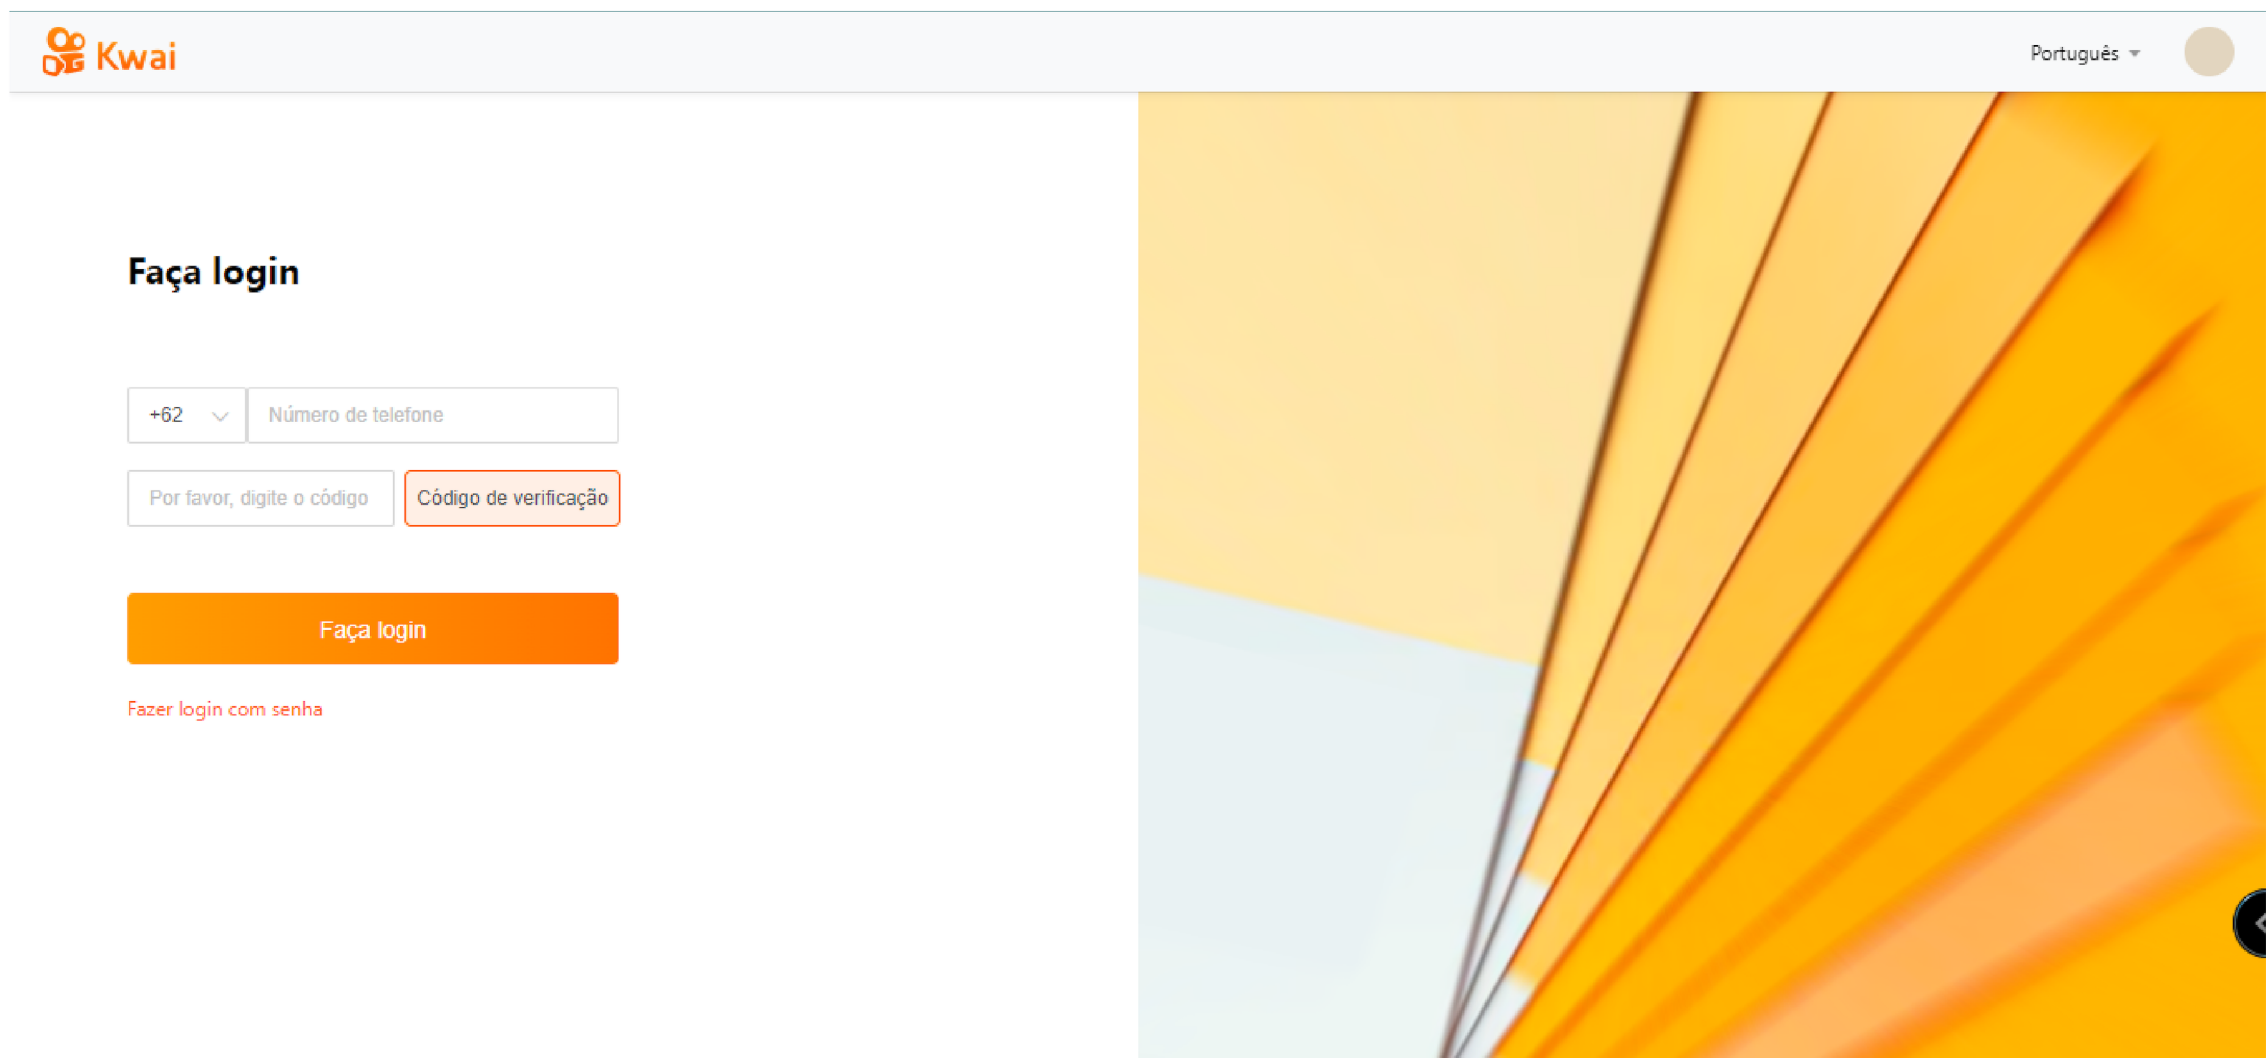 Kwai
Português
Faça login
+62
Número de telefone
Por favor, digite o código
Código de verificação
Faça login
Fazer login com senha